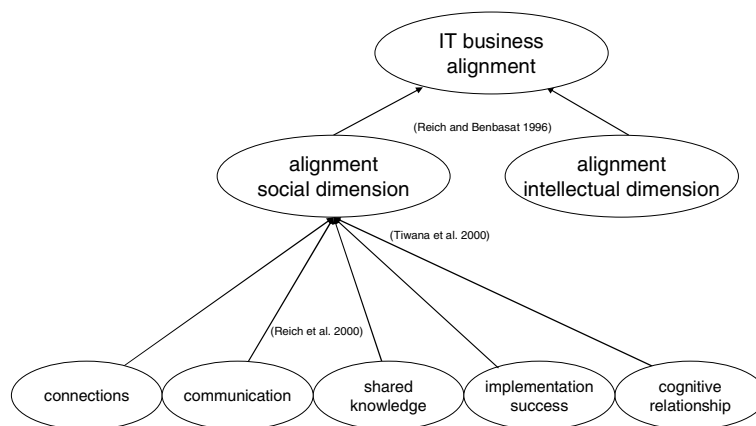 IT business
alignment
(Reich and Benbasat 1996)
alignment
social dimension
alignment
intellectual dimension
(Tiwana et al. 2000)
(Reich et al. 2000)
connections
communication
shared
knowledge
implementation
success
cognitive
relationship